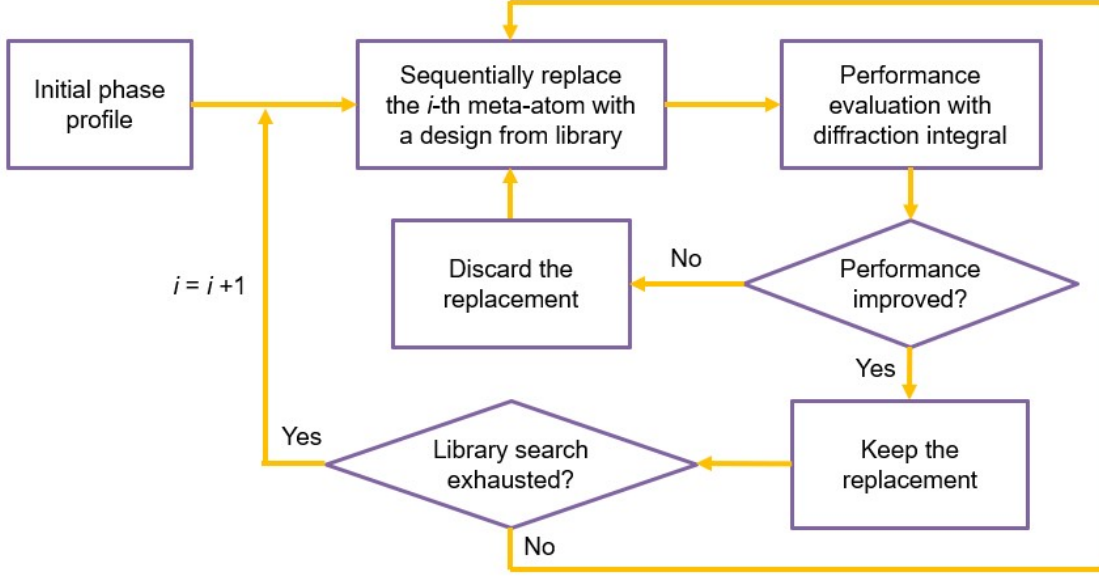 Initial phase
profile
Sequentially replace
the i-th meta-atom with
a design from library
Performance
evaluation with
diffraction integral
i = i +1
Discard the
replacement
No
Performance
improved?
Yes
Yes
Library search
exhausted?
Keep the
replacement
No